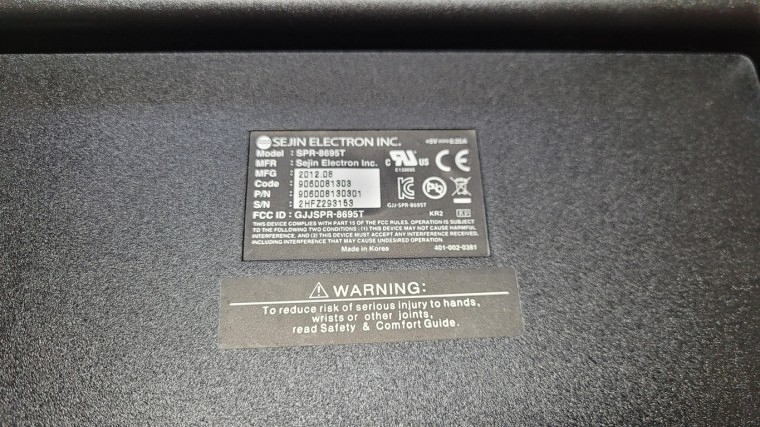 SEJIN ELECTRON INC.
Model : SPR-8695T
MFR : Sejin Electron Inc.
MFG : 2012.08
Code : 9060081303
P/N : 906008130301
S/N : 2HFZ293153
c RU US
CE
GJJ-SPR-8695T
FCC ID : GJJSPR-8695T
KR2
THIS DEVICE COMPLIES WITH PART 15 OF THE FCC RULES. OPERATION IS SUBJECT
TO THE FOLLOWING TWO CONDITIONS : (1) THIS DEVICE MAY NOT CAUSE HARMFUL
INTERFERENCE, AND (2) THIS DEVICE MUST ACCEPT ANY INTERFERENCE RECEIVED,
INCLUDING INTERFERENCE THAT MAY CAUSE UNDESIRED OPERATION.
Made in Korea
401-002-0381
WARNING:
To reduce risk of serious injury to hands,
wrists or other joints,
read Safety & Comfort Guide.